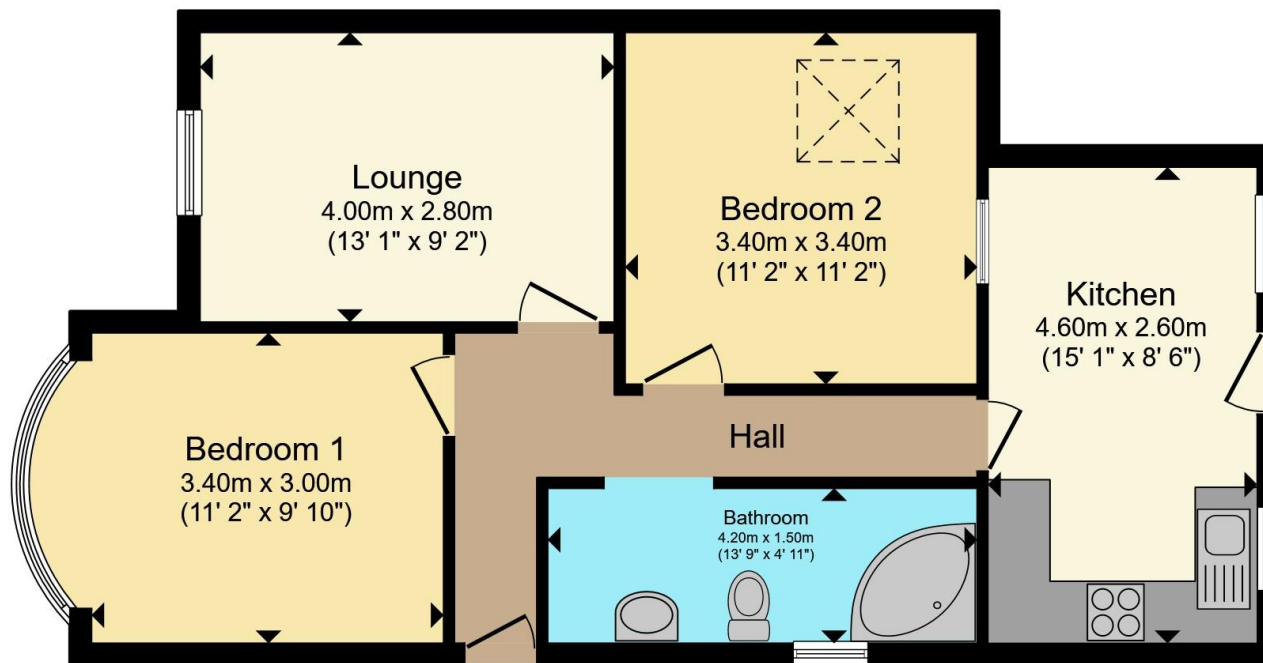 Lounge
4.00m x 2.80m
(13' 1" x 9' 2")
Bedroom 2
3.40m x 3.40m
(11' 2" x 11' 2")
Kitchen
4.60m x 2.60m
(15' 1" x 8' 6")
Bedroom 1
3.40m x 3.00m
(11' 2" x 9' 10")
Hall
Bathroom
4.20m x 1.50m
(13' 9" x 4' 11")